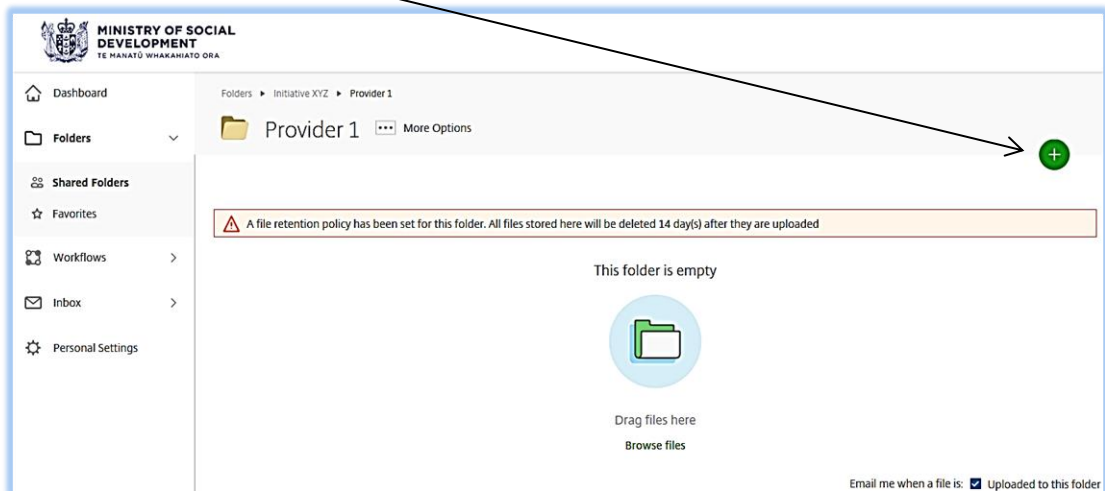 MINISTRY OF SOCIAL
DEVELOPMENT
TE MANATŪ WHAKAHIATO ORA
Dashboard
Folders
Shared Folders
Favorites
Workflows
Inbox
Personal Settings
Folders ▸ Initiative XYZ ▸ Provider 1
Provider 1 ••• More Options
+
A file retention policy has been set for this folder. All files stored here will be deleted 14 day(s) after they are uploaded
This folder is empty
Drag files here
Browse files
Email me when a file is: Uploaded to this folder